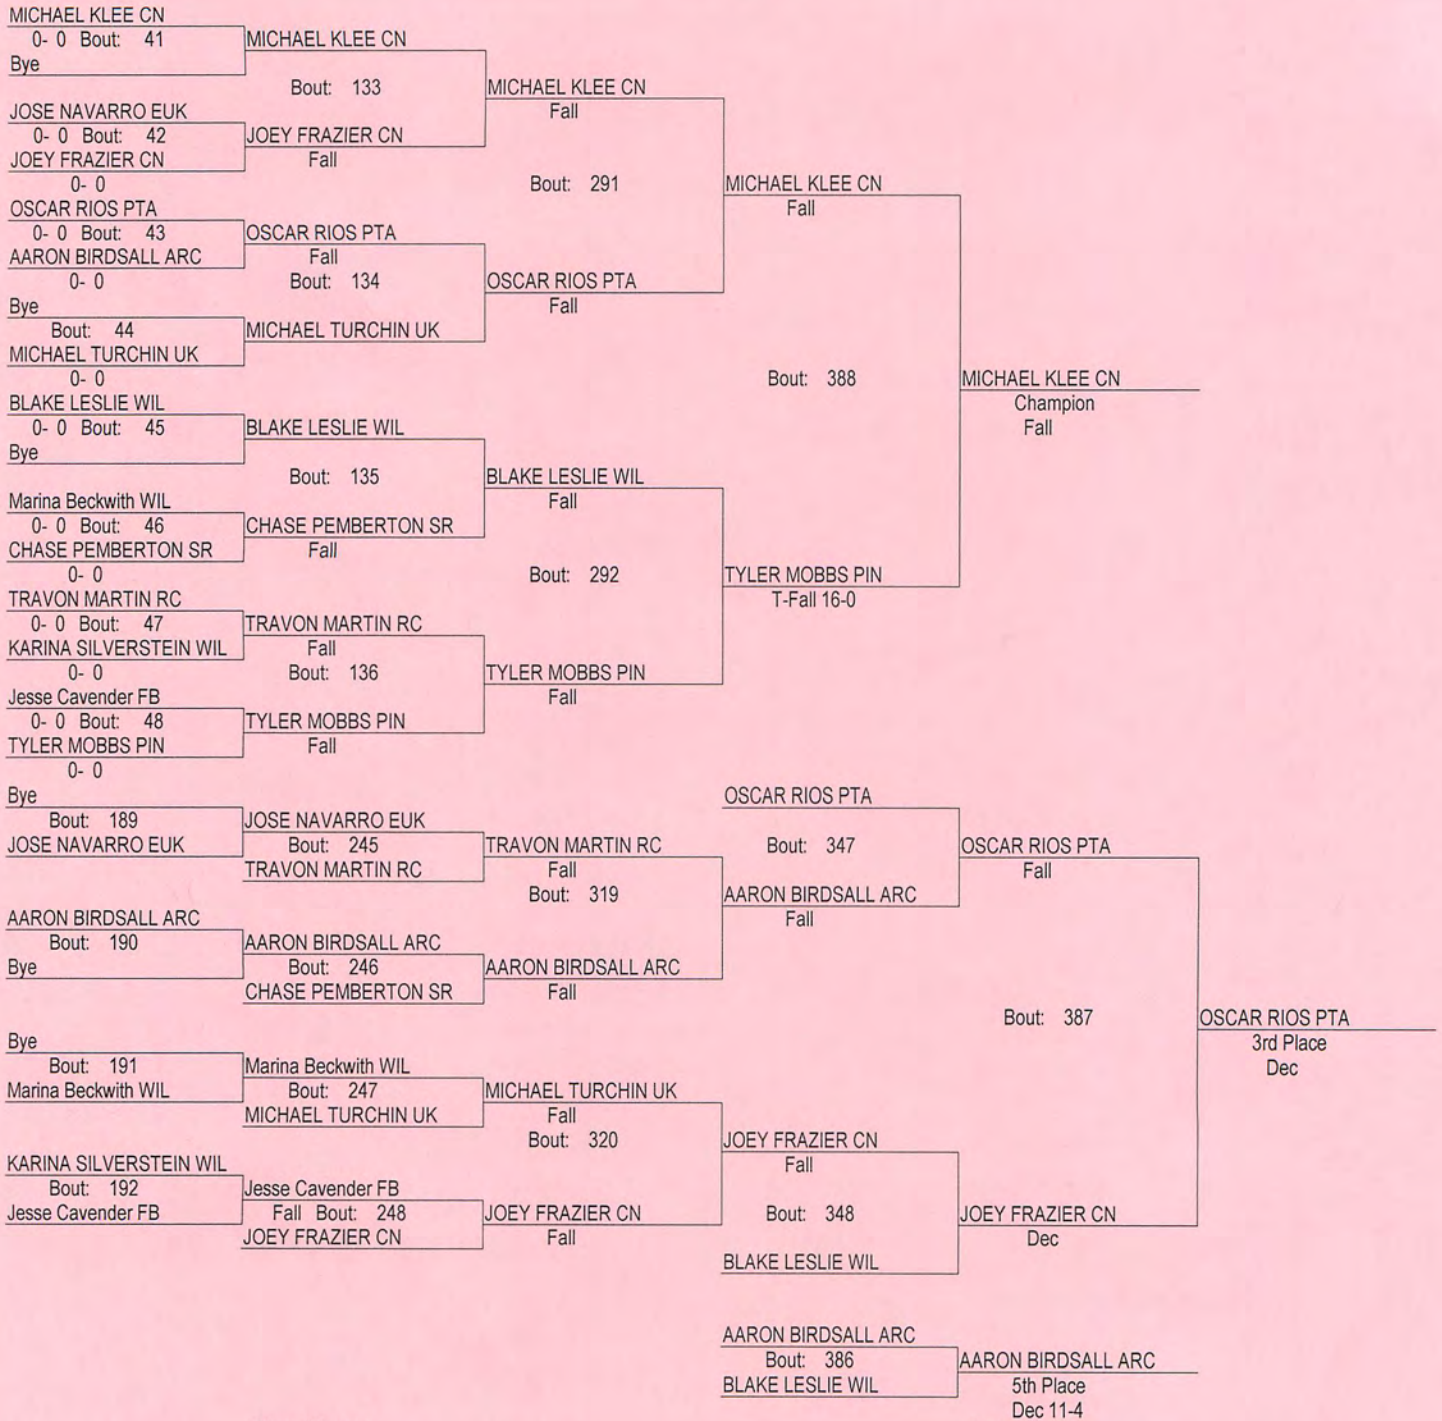 MICHAEL KLEE CN
0- 0 Bout: 41
Bye
MICHAEL KLEE CN
Bout: 133
JOSE NAVARRO EUK
0- 0 Bout: 42
JOEY FRAZIER CN
0- 0
JOEY FRAZIER CN
Fall
MICHAEL KLEE CN
Fall
Bout: 291
OSCAR RIOS PTA
0- 0 Bout: 43
AARON BIRDSALL ARC
0- 0
OSCAR RIOS PTA
Fall
Bout: 134
Bye
Bout: 44
MICHAEL TURCHIN UK
0- 0
MICHAEL TURCHIN UK
OSCAR RIOS PTA
Fall
MICHAEL KLEE CN
Fall
Bout: 388
MICHAEL KLEE CN
Champion
Fall
BLAKE LESLIE WIL
0- 0 Bout: 45
Bye
BLAKE LESLIE WIL
Bout: 135
Marina Beckwith WIL
0- 0 Bout: 46
CHASE PEMBERTON SR
0- 0
CHASE PEMBERTON SR
Fall
BLAKE LESLIE WIL
Fall
Bout: 292
TRAVON MARTIN RC
0- 0 Bout: 47
KARINA SILVERSTEIN WIL
0- 0
TRAVON MARTIN RC
Fall
Bout: 136
Jesse Cavender FB
0- 0 Bout: 48
TYLER MOBBS PIN
0- 0
TYLER MOBBS PIN
Fall
TYLER MOBBS PIN
Fall
TYLER MOBBS PIN
T-Fall 16-0
Bye
Bout: 189
JOSE NAVARRO EUK
JOSE NAVARRO EUK
Bout: 245
TRAVON MARTIN RC
TRAVON MARTIN RC
Fall
Bout: 319
AARON BIRDSALL ARC
Bout: 190
Bye
AARON BIRDSALL ARC
Bout: 246
CHASE PEMBERTON SR
AARON BIRDSALL ARC
Fall
OSCAR RIOS PTA
Bout: 347
AARON BIRDSALL ARC
Fall
OSCAR RIOS PTA
Fall
Bout: 387
OSCAR RIOS PTA
3rd Place
Dec
Bye
Bout: 191
Marina Beckwith WIL
Marina Beckwith WIL
Bout: 247
MICHAEL TURCHIN UK
MICHAEL TURCHIN UK
Fall
Bout: 320
KARINA SILVERSTEIN WIL
Bout: 192
Jesse Cavender FB
Jesse Cavender FB
Fall Bout: 248
JOEY FRAZIER CN
JOEY FRAZIER CN
Fall
JOEY FRAZIER CN
Fall
Bout: 348
BLAKE LESLIE WIL
JOEY FRAZIER CN
Dec
AARON BIRDSALL ARC
Bout: 386
BLAKE LESLIE WIL
AARON BIRDSALL ARC
5th Place
Dec 11-4